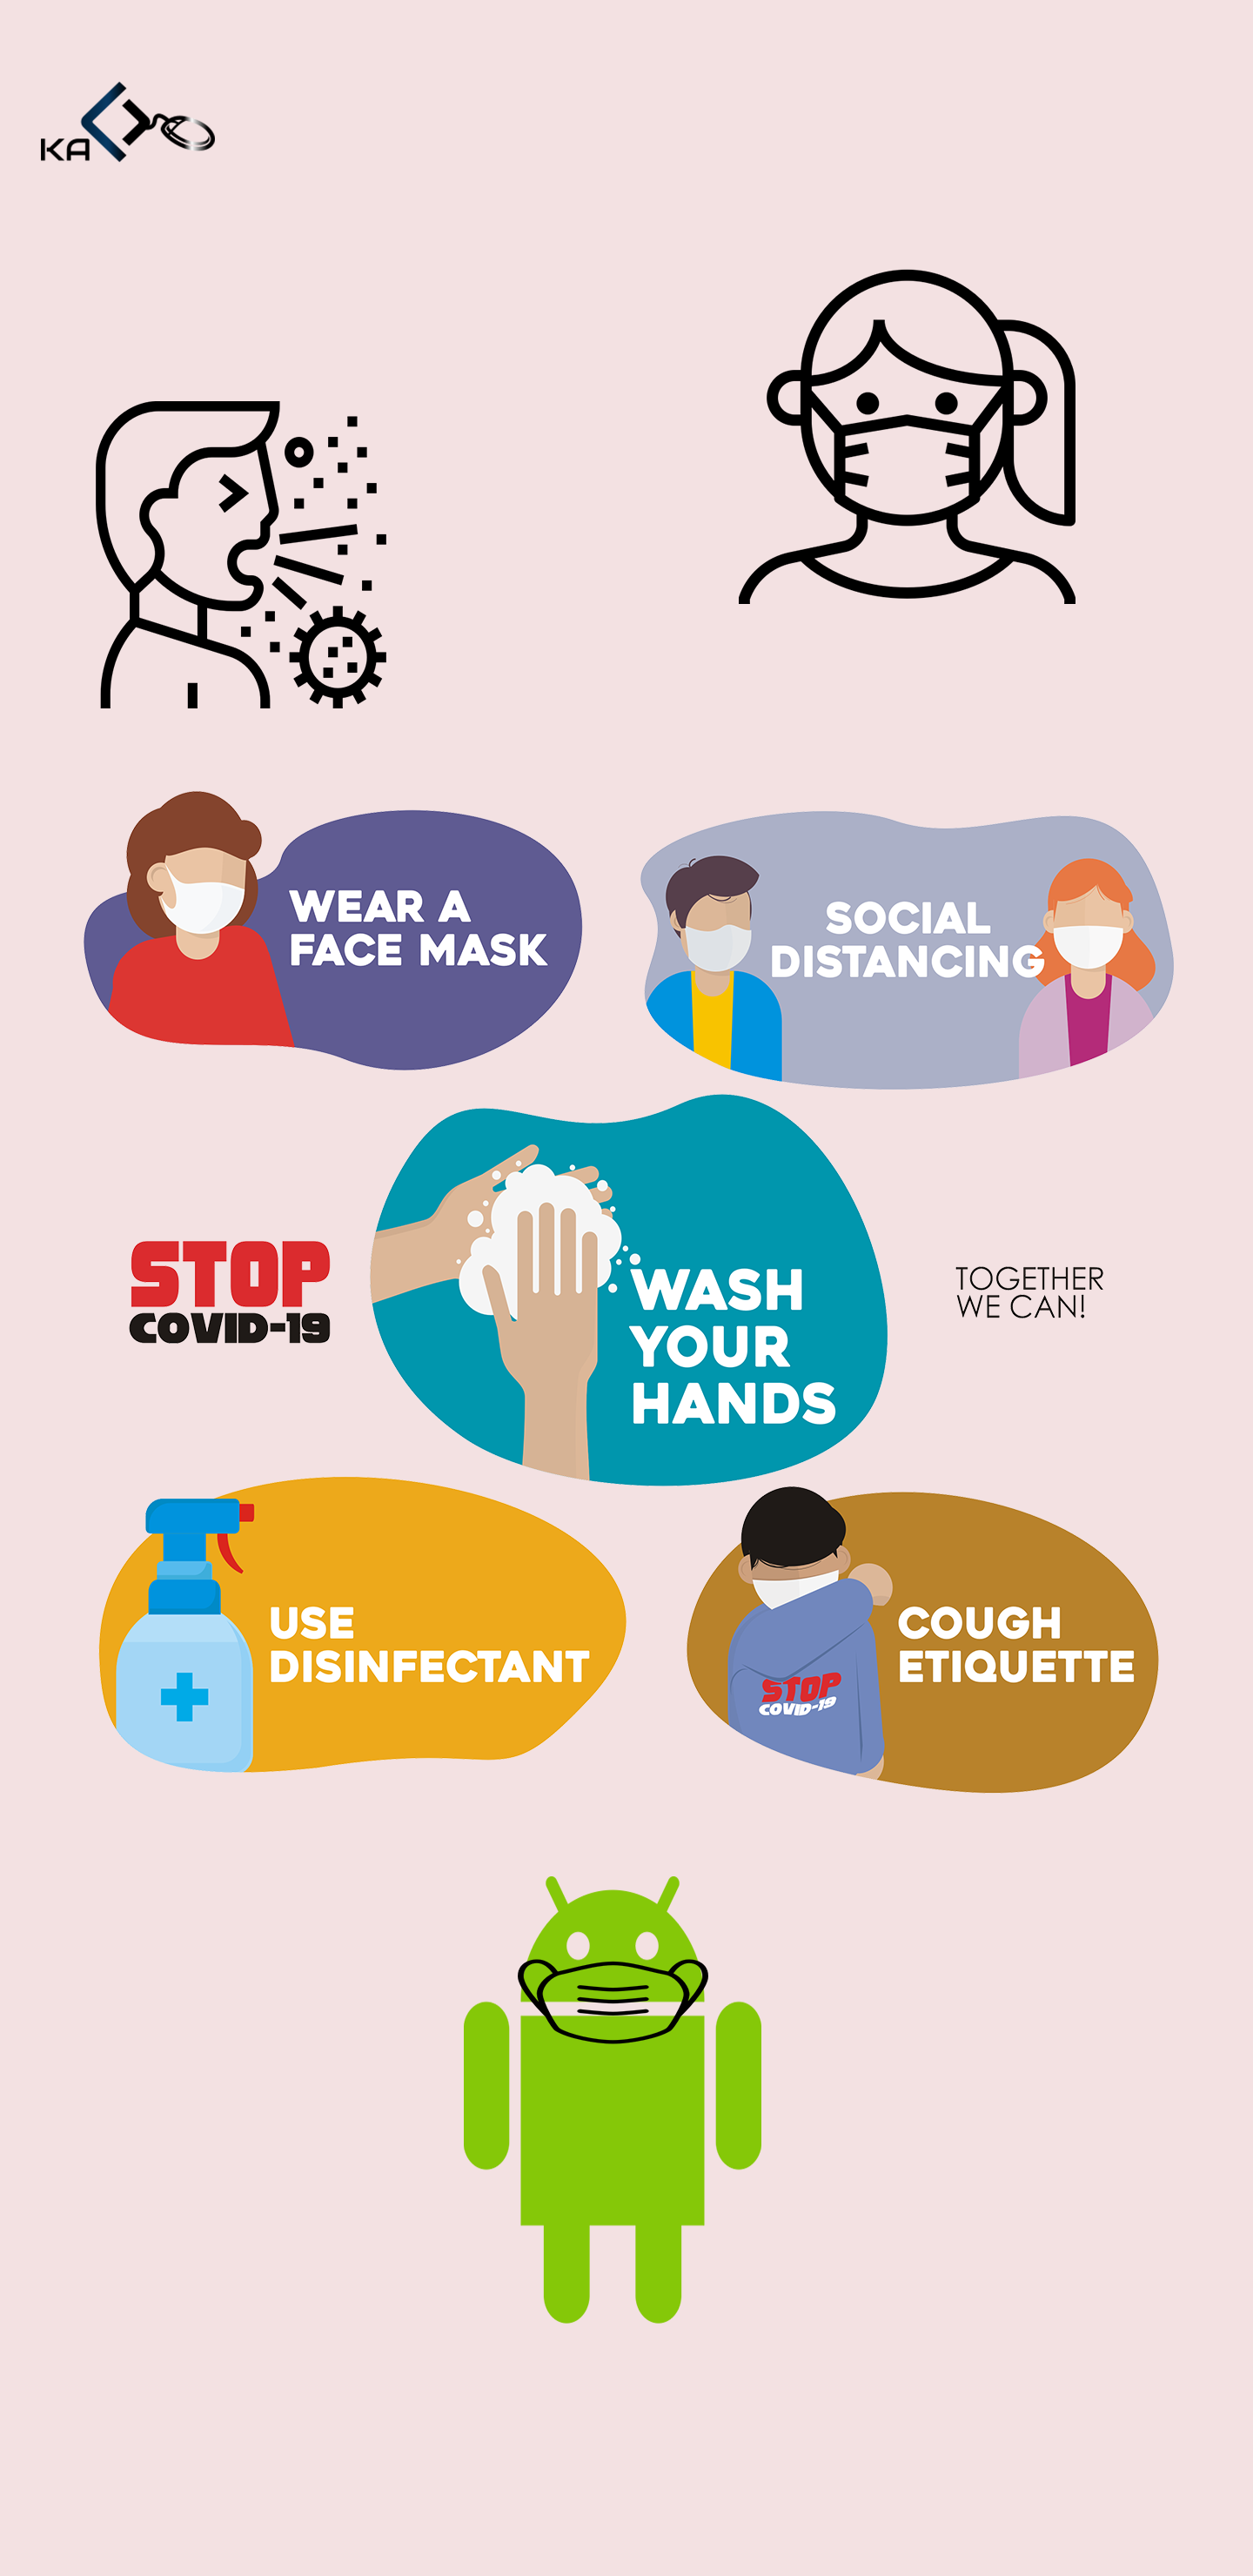 KA
WEAR A
FACE MASK
SOCIAL
DISTANCING
STOP
COVID-19
WASH
YOUR
HANDS
TOGETHER
WE CAN!
USE
DISINFECTANT
COUGH
ETIQUETTE
STOP
COVID-19